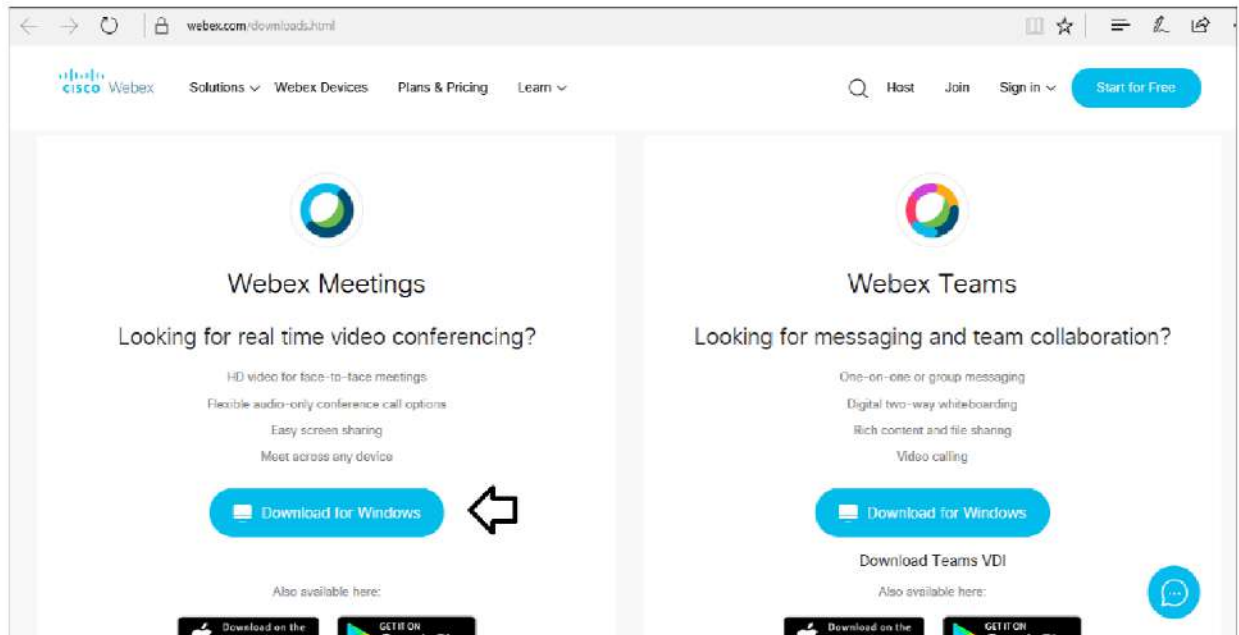 webex.com/downloads.html
cisco Webex Solutions Webex Devices Plans & Pricing Learn Host Join Sign in Start for Free
Webex Meetings
Looking for real time video conferencing?
HD video for face-to-face meetings
Flexible audio-only conference call options
Easy screen sharing
Meet across any device
Download for Windows
Also available here:
Download on the
GET IT ON
Webex Teams
Looking for messaging and team collaboration?
One-on-one or group messaging
Digital two-way whiteboarding
Rich content and file sharing
Video calling
Download for Windows
Download Teams VDI
Also available here:
Download on the
GET IT ON